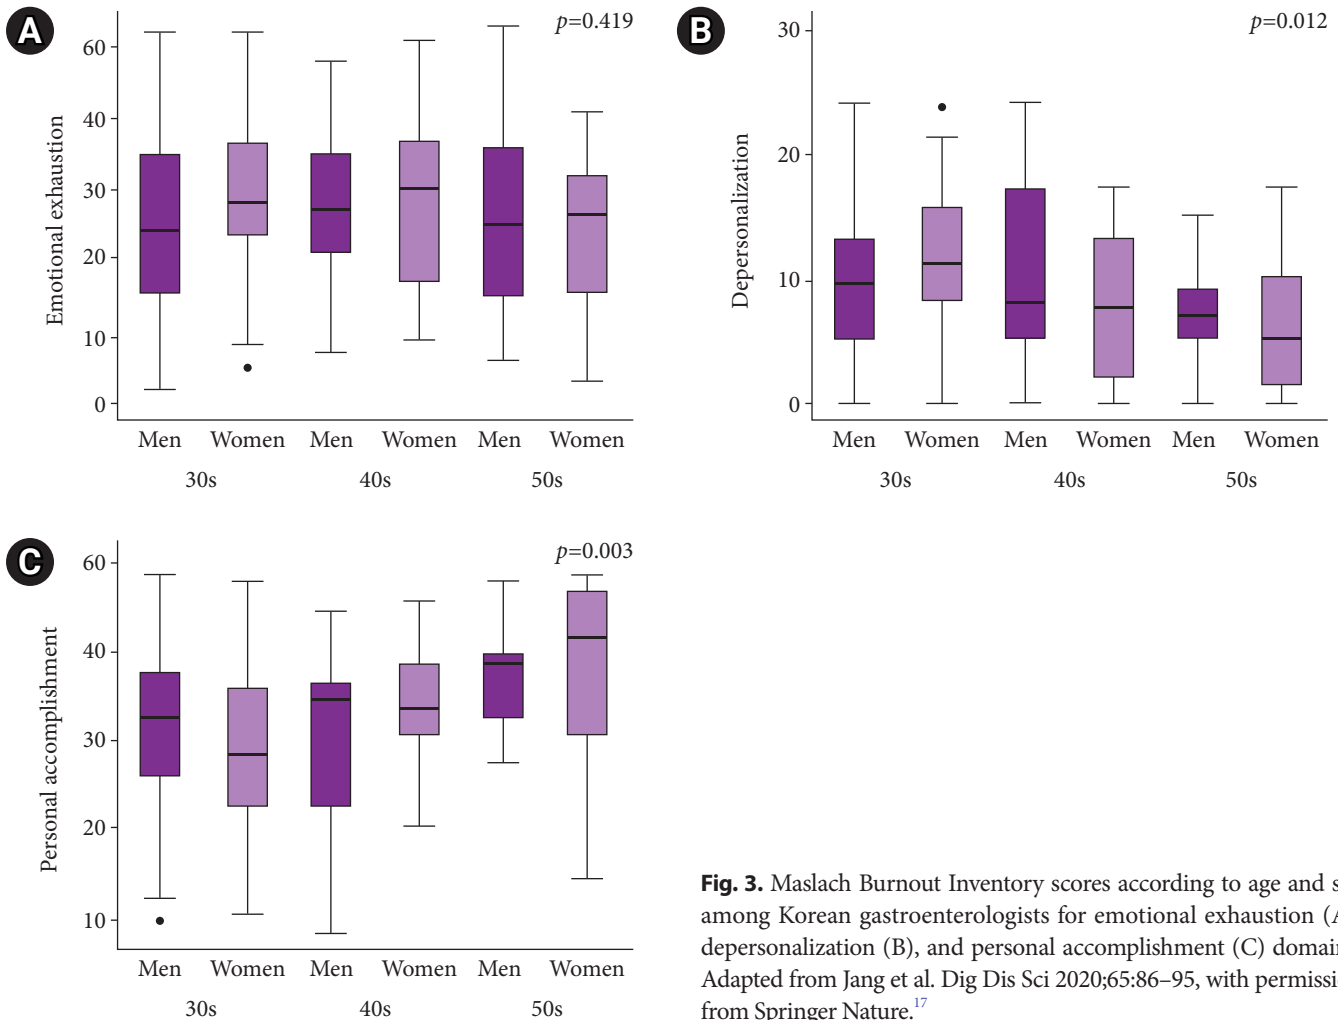 A
p=0.419
60
40
30
20
10
0
Emotional exhaustion
Men Women Men Women Men Women
30s 40s 50s
B
p=0.012
30
20
10
0
Depersonalization
Men Women Men Women Men Women
30s 40s 50s
C
p=0.003
60
40
30
20
10
Personal accomplishment
Men Women Men Women Men Women
30s 40s 50s
Fig. 3. Maslach Burnout Inventory scores according to age and
among Korean gastroenterologists for emotional exhaustion (A
depersonalization (B), and personal accomplishment (C)
Adapted from Jang et al. Dig Dis Sci 2020;65:86–95, with
from Springer Nature.17